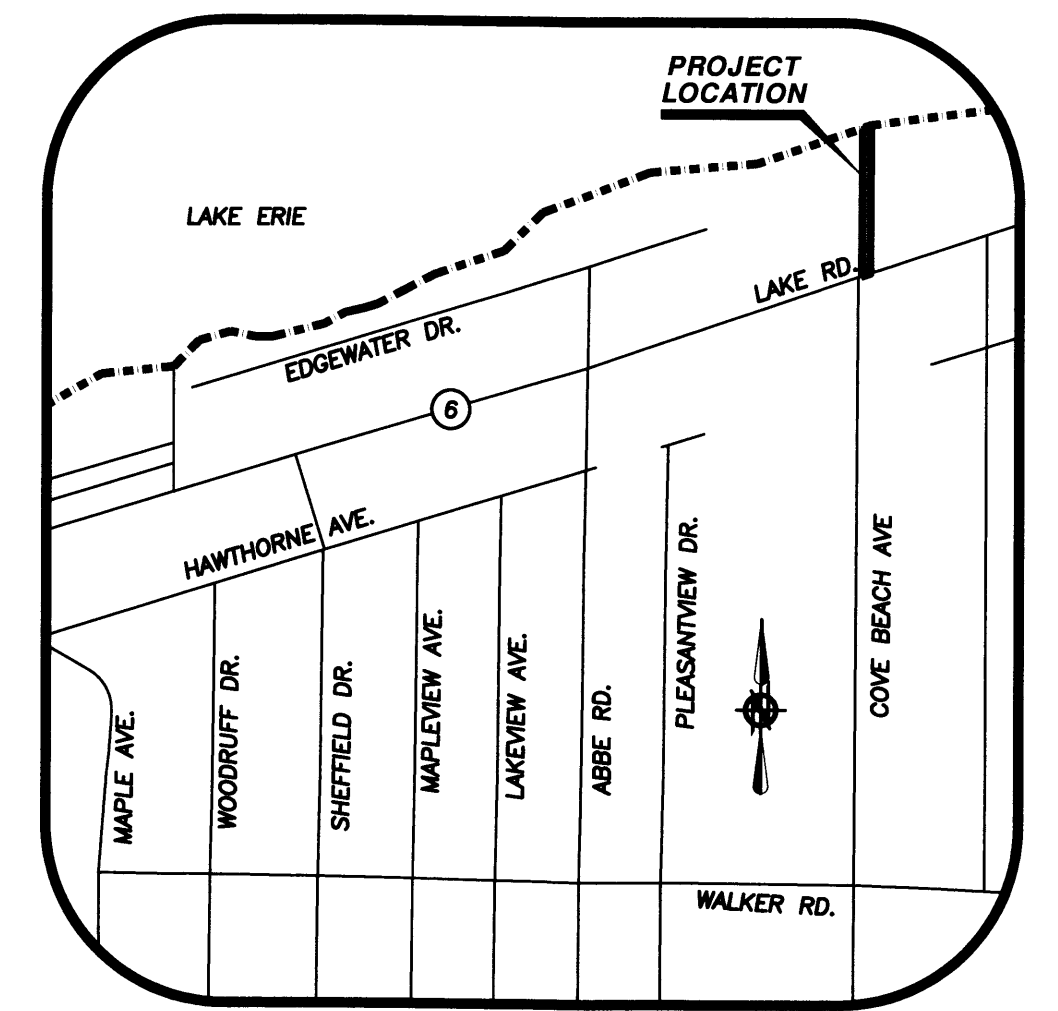 PROJECT
LOCATION
LAKE ERIE
LAKE RD.
EDGEWATER DR.
6
HAWTHORNE AVE.
MAPLE AVE.
WOODRUFF DR.
SHEFFIELD DR.
MAPLEVIEW AVE.
LAKEVIEW AVE.
ABBE RD.
PLEASANTVIEW DR.
COVE BEACH AVE
N
WALKER RD.